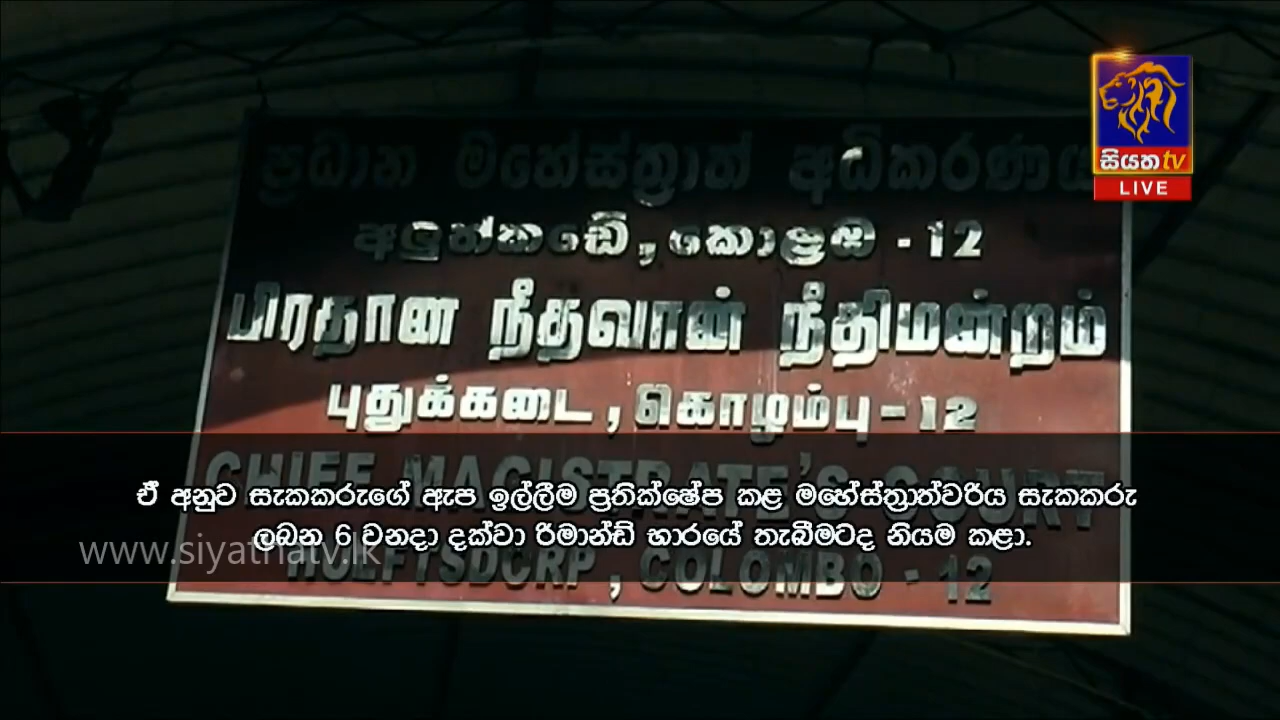 සියත tv
LIVE
ප්‍රධාන මහේස්ත්‍රාත් අධිකරණය
අලුත්කඩේ, කොළඹ - 12
பிரதான நீதவான் நீதிமன்றம்
புதுக்கடை, கொழும்பு - 12
CHIEF MAGISTRATE'S COURT
ඒ අනුව සැකකරුගේ ඇප ඉල්ලීම ප්‍රතික්ෂේප කළ මහේස්ත්‍රාත්වරිය සැකකරු
ලබන 6 වනදා දක්වා රිමාන්ඩ් භාරයේ තැබීමටද නියම කළා.
www.siyathatv.lk
HULFTSDORP, COLOMBO - 12